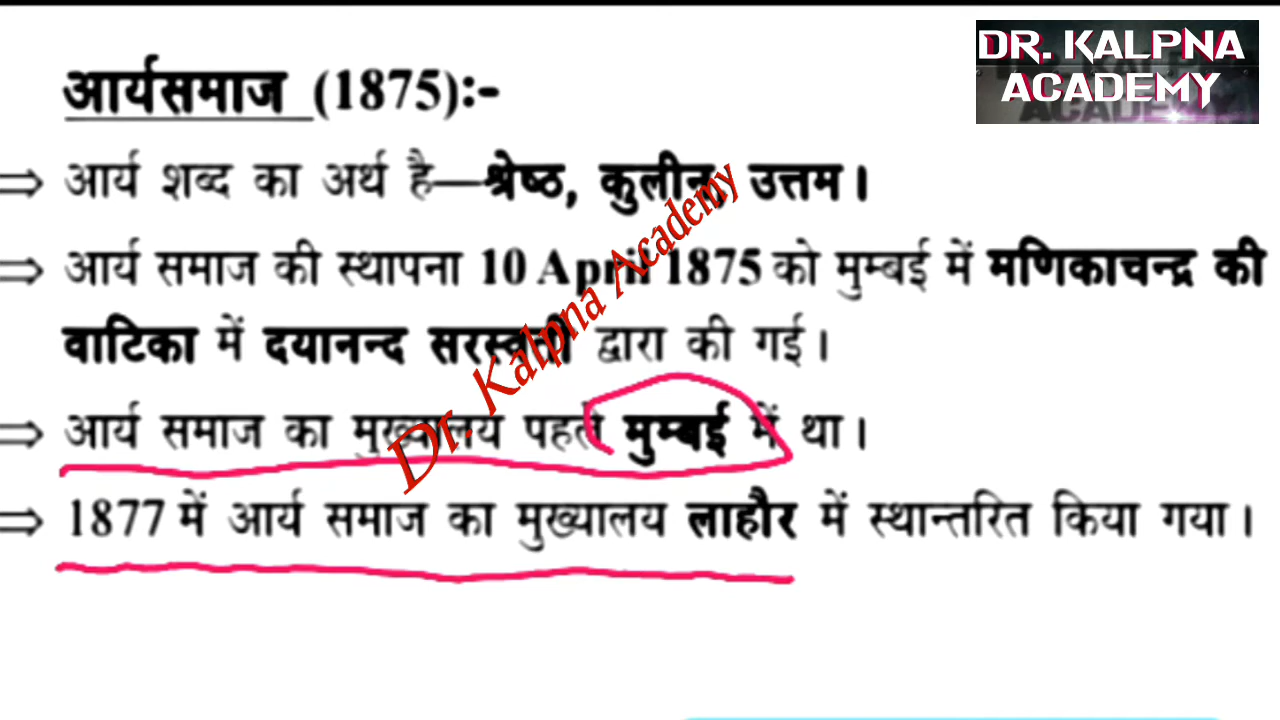 DR. KALPNA
ACADEMY
आर्यसमाज (1875):-
⇒ आर्य शब्द का अर्थ है—श्रेष्ठ, कुलीन, उत्तम।
⇒ आर्य समाज की स्थापना 10 April 1875 को मुम्बई में मणिकाचन्द्र की
वाटिका में दयानन्द सरस्वती द्वारा की गई।
⇒ आर्य समाज का मुख्यालय पहले मुम्बई में था।
⇒ 1877 में आर्य समाज का मुख्यालय लाहौर में स्थान्तरित किया गया।
Dr. Kalpna Academy